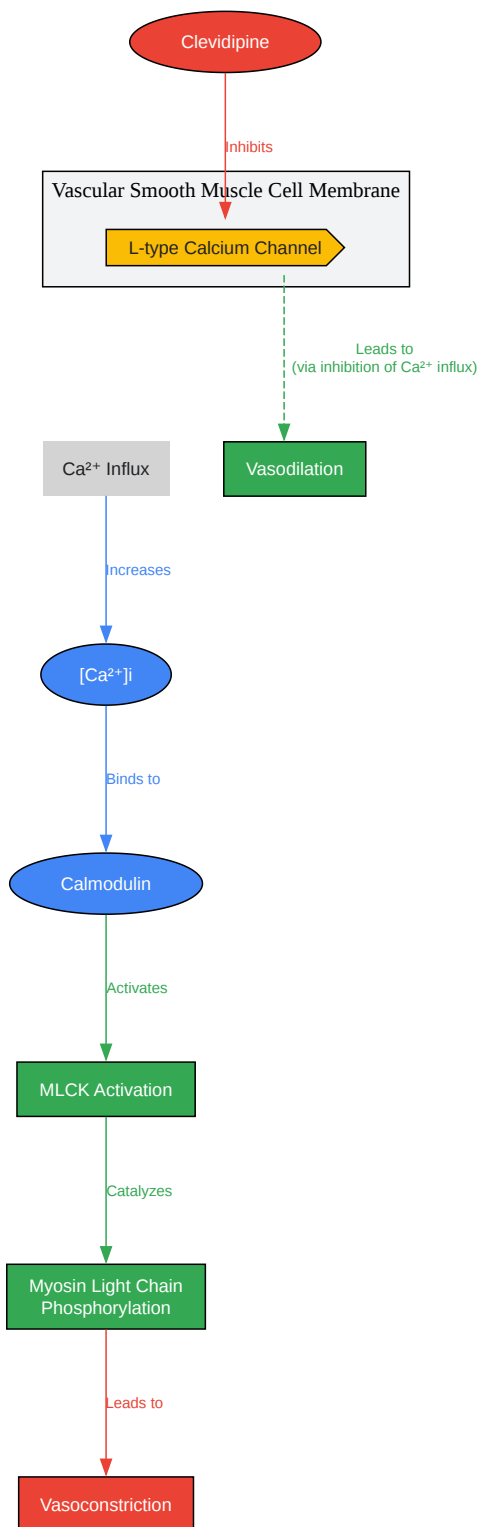 Clevidipine
Inhibits
Vascular Smooth Muscle Cell Membrane
L-type Calcium Channel
Leads to
(via inhibition of Ca²⁺ influx)
Ca²⁺ Influx
Vasodilation
Increases
[Ca²⁺]i
Binds to
Calmodulin
Activates
MLCK Activation
Catalyzes
Myosin Light Chain
Phosphorylation
Leads to
Vasoconstriction